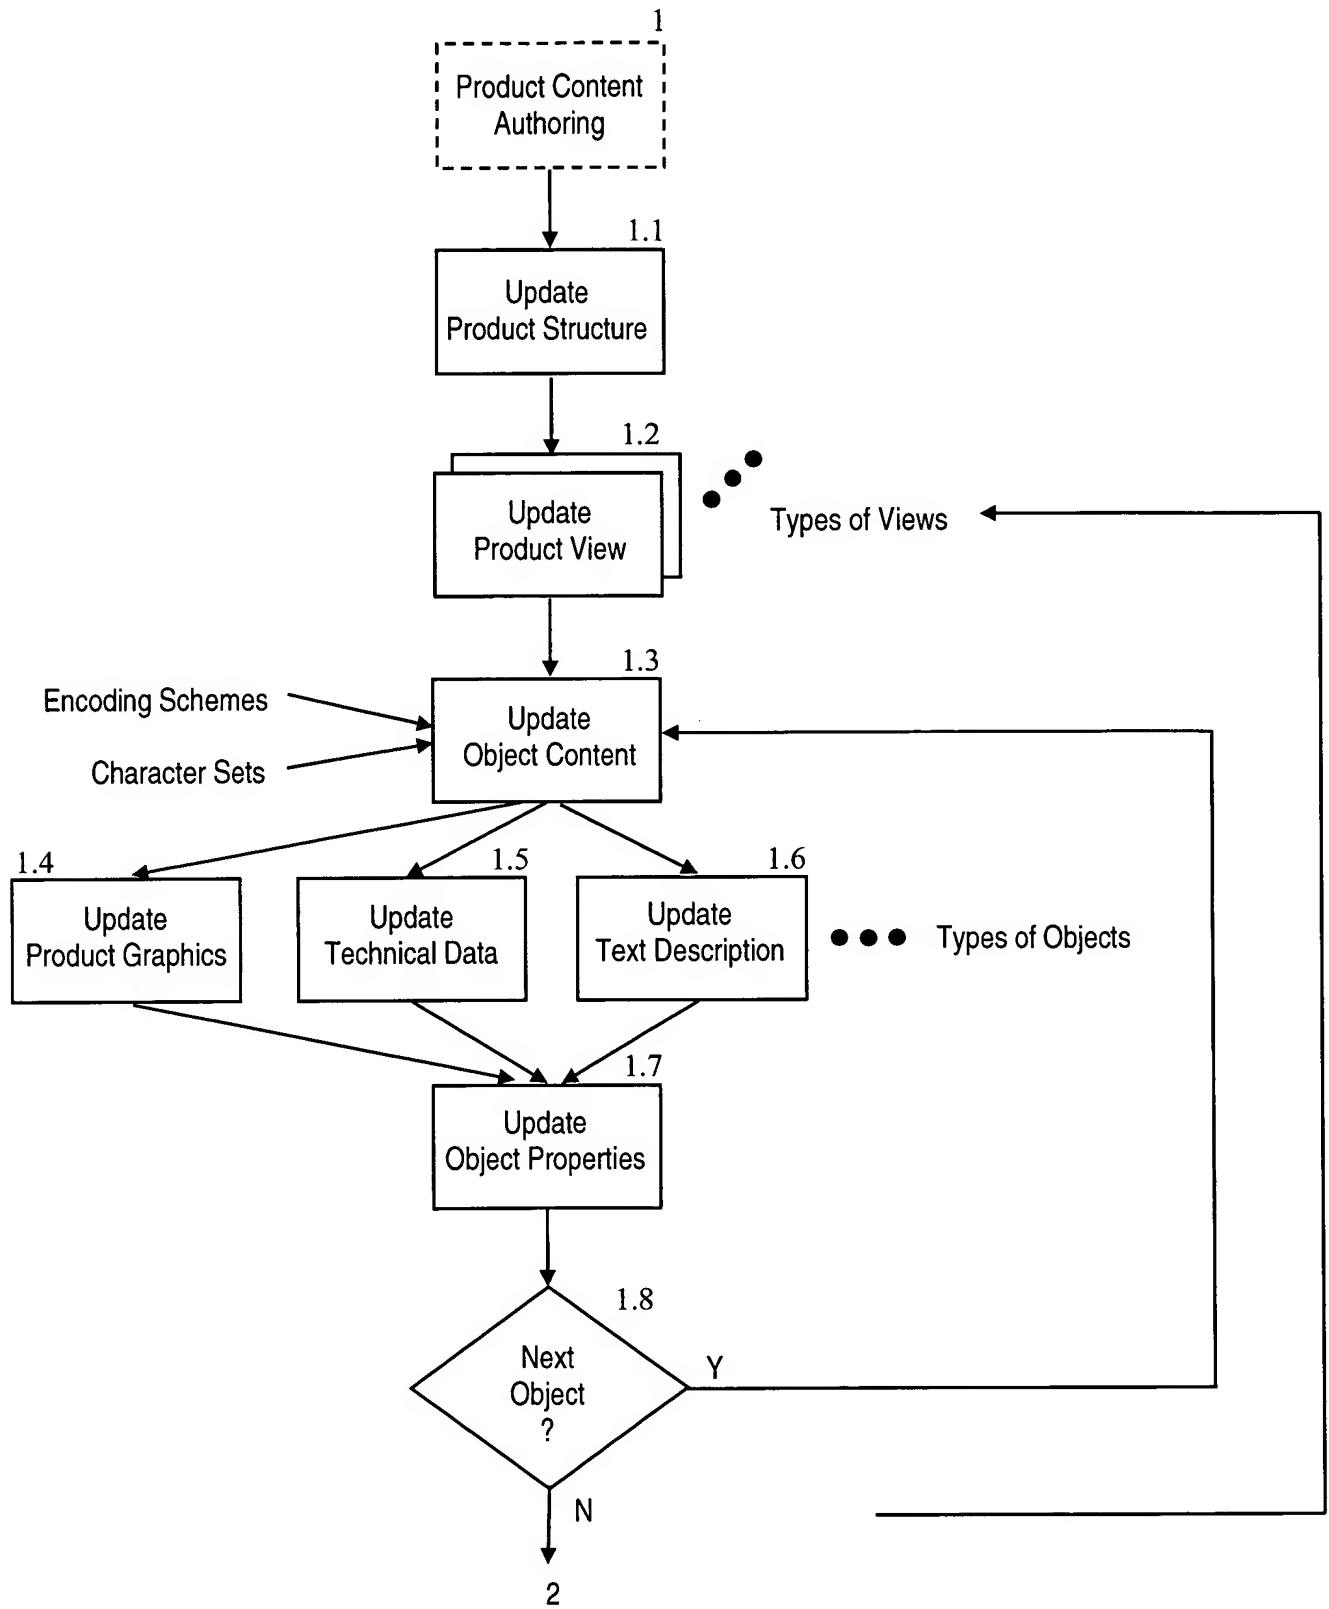 1
Product Content
Authoring
1.1
Update
Product Structure
1.2
Update
Product View
Types of Views
1.3
Encoding Schemes
Update
Object Content
Character Sets
1.4
1.5
1.6
Update
Product Graphics
Update
Technical Data
Update
Text Description
Types of Objects
1.7
Update
Object Properties
1.8
Next
Object
?
Y
N
2